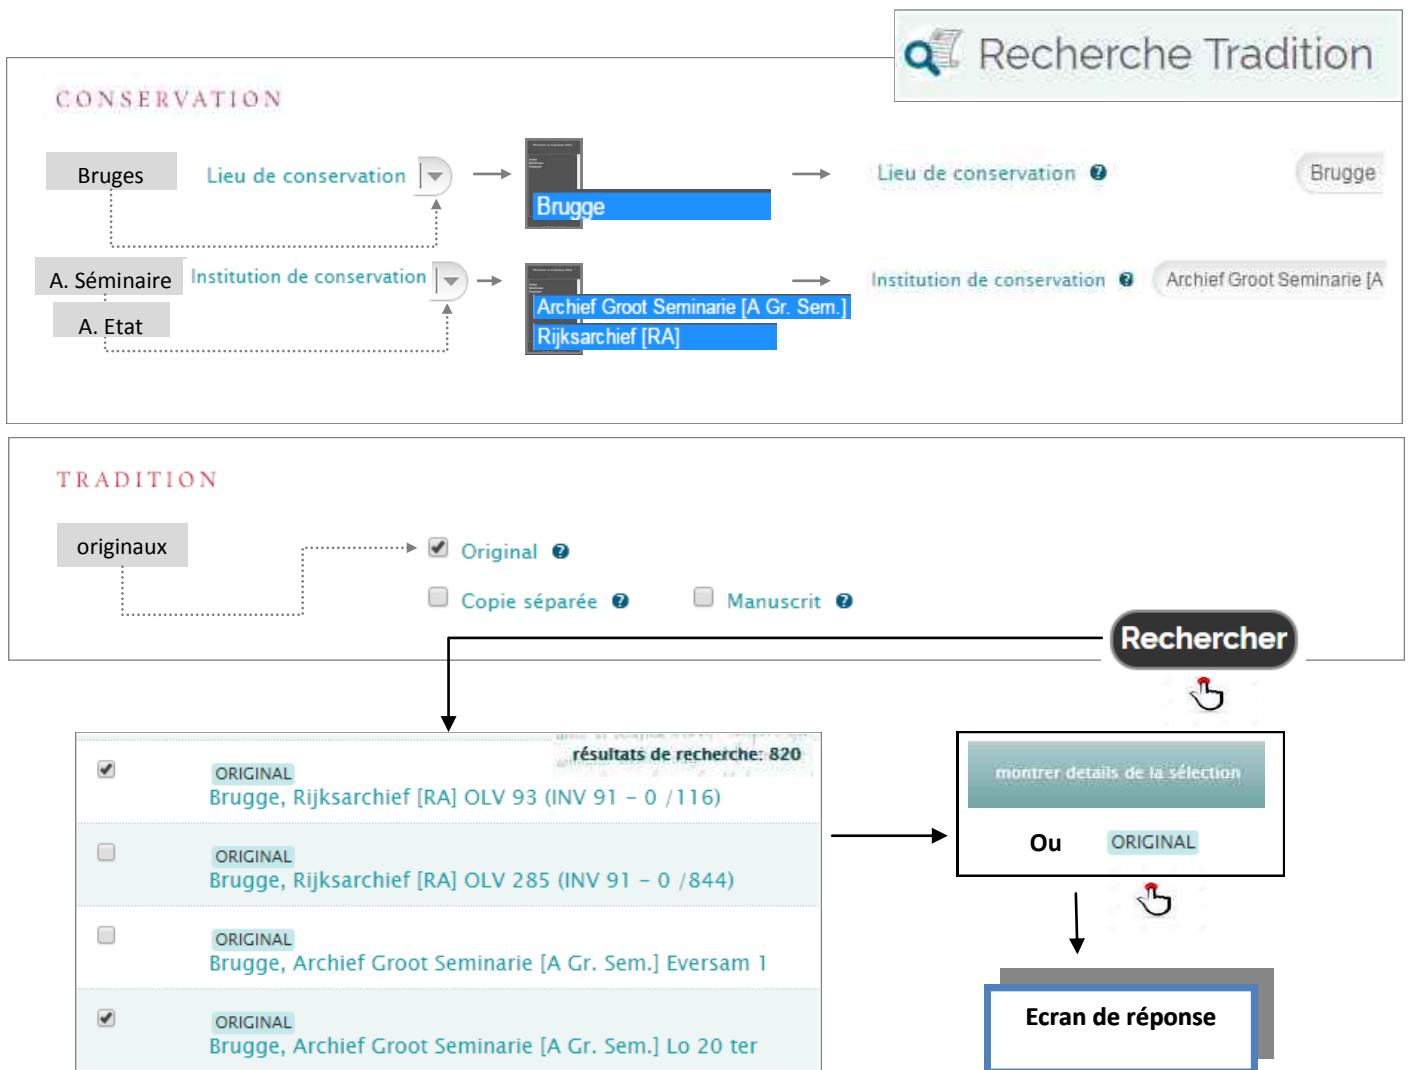 Recherche Tradition
CONSERVATION
Bruges
Lieu de conservation
Brugge
Lieu de conservation
Brugge
A. Séminaire
A. Etat
Institution de conservation
Archief Groot Seminarie [A Gr. Sem.]
Rijksarchief [RA]
Institution de conservation
Archief Groot Seminarie [A
TRADITION
originaux
Original
Copie séparée
Manuscrit
Rechercher
résultats de recherche: 820
ORIGINAL
Brugge, Rijksarchief [RA] OLV 93 (INV 91 – 0 /116)
ORIGINAL
Brugge, Rijksarchief [RA] OLV 285 (INV 91 – 0 /844)
ORIGINAL
Brugge, Archief Groot Seminarie [A Gr. Sem.] Eversam 1
ORIGINAL
Brugge, Archief Groot Seminarie [A Gr. Sem.] Lo 20 ter
montrer details de la sélection
Ou ORIGINAL
Ecran de réponse